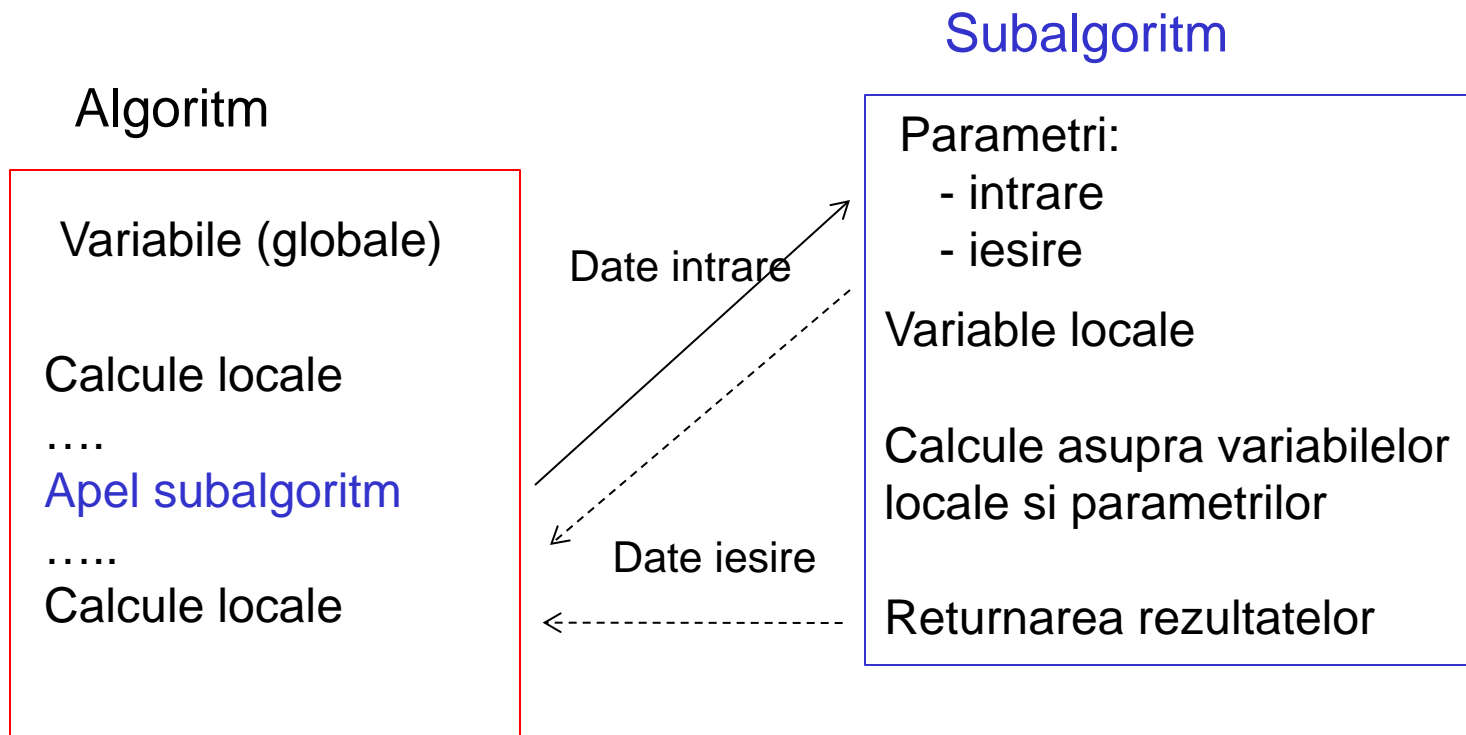 Subalgoritm
Algoritm
Variabile (globale)
Calcule locale
….
Apel subalgoritm
…..
Calcule locale
Date intrare
Date iesire
Parametri:
- intrare
- iesire
Variable locale
Calcule asupra variabilelor
locale si parametrilor
Returnarea rezultatelor